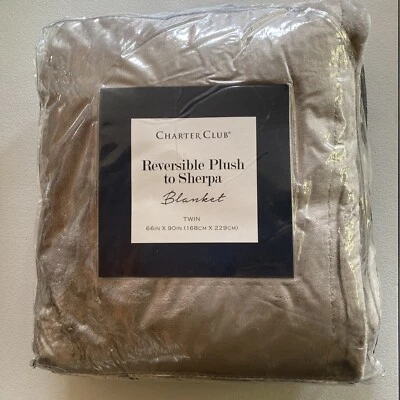 CHARTER CLUB®
Reversible Plush
to Sherpa
Blanket
TWIN
66IN X 90IN (168CM X 229CM)